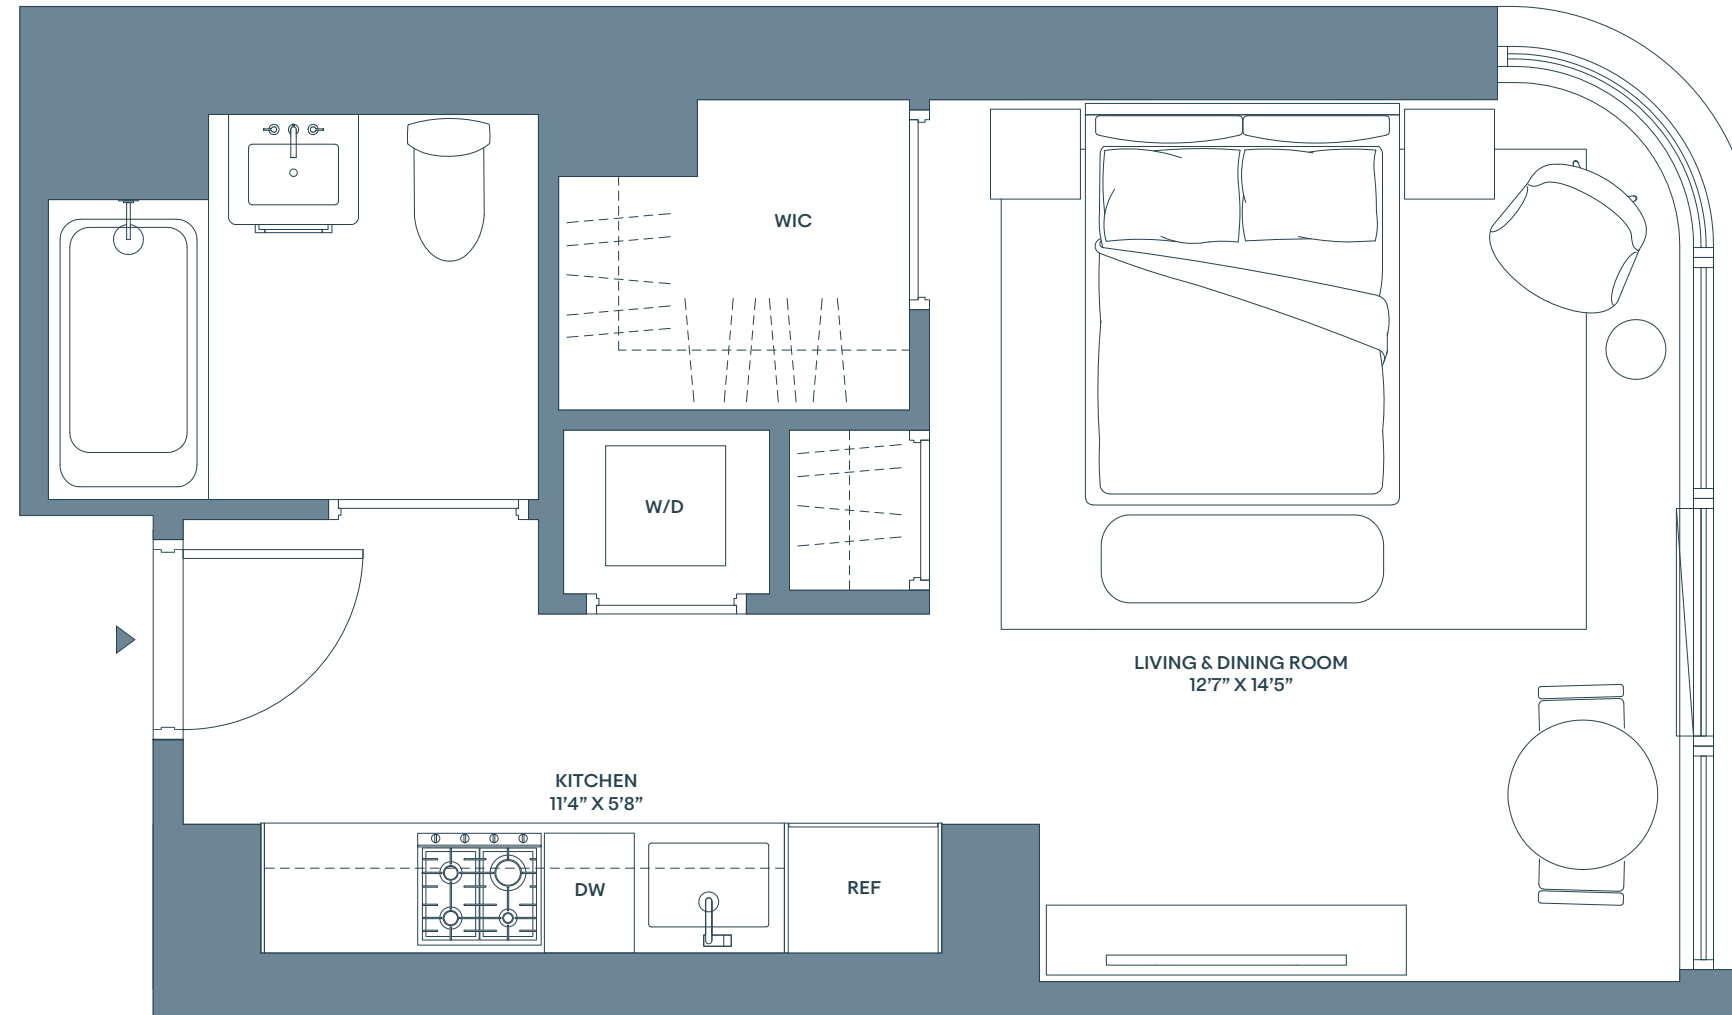 WIC
W/D
LIVING & DINING ROOM
12’7” X 14’5”
KITCHEN
11’4” X 5’8”
DW
REF